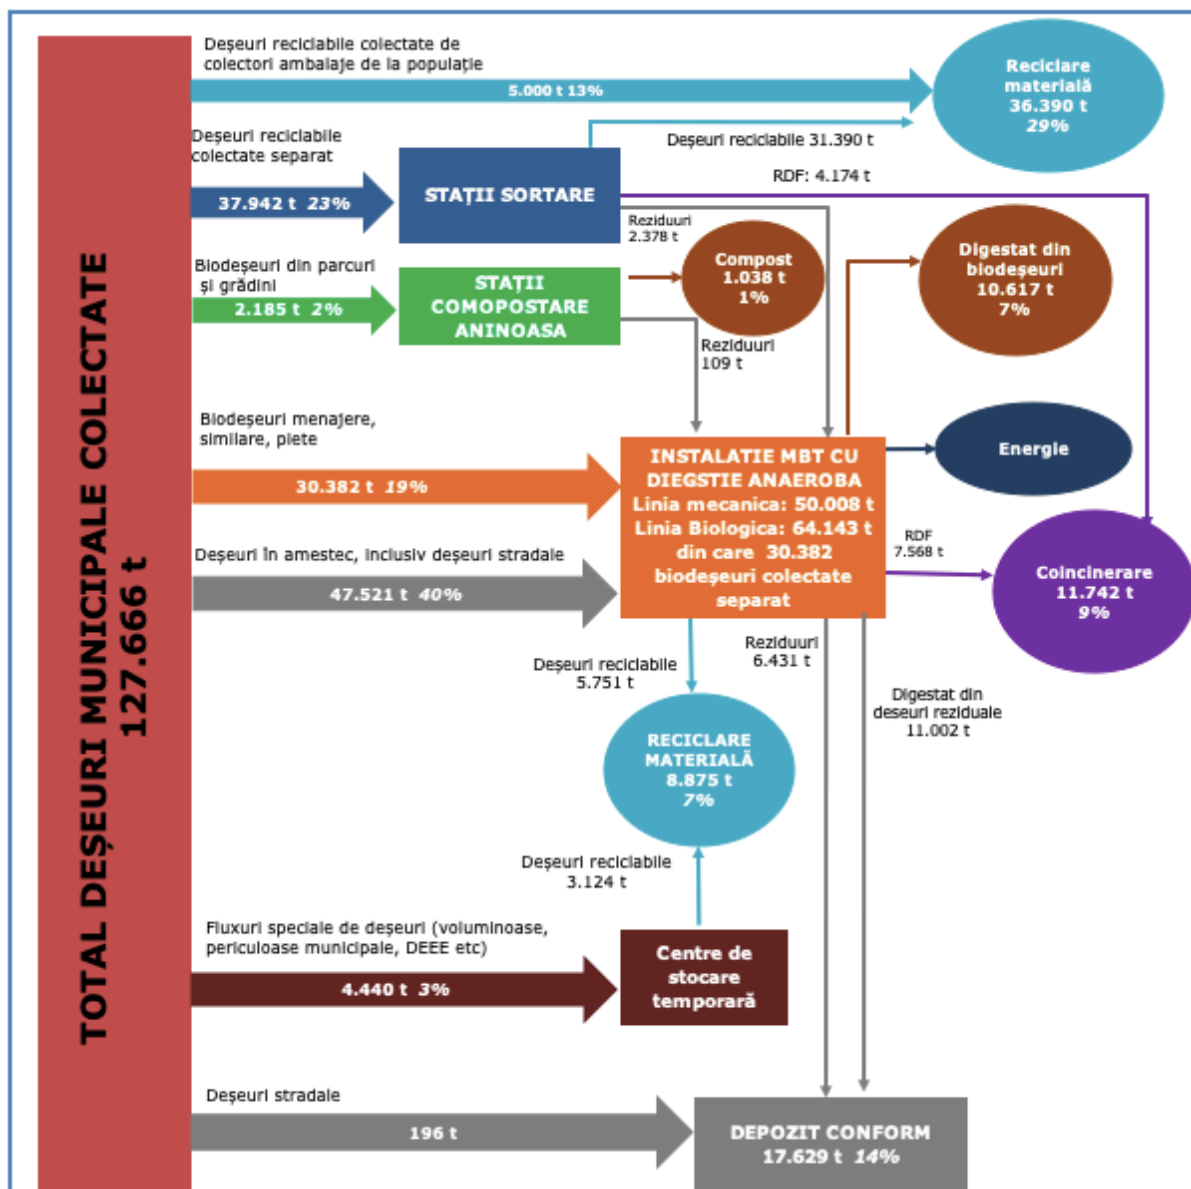 TOTAL DEȘEURI MUNICIPALE COLECTATE
127.666 t
Deșeuri reciclabile colectate de
colectori ambalaje de la populație
5.000 t 13%
Reciclare
materială
36.390 t
29%
Deșeuri reciclabile
colectate separat
37.942 t 23%
STAȚII SORTARE
Deșeuri reciclabile 31.390 t
RDF: 4.174 t
Reziduuri
2.378 t
Biodeșeuri din parcuri
și grădini
2.185 t 2%
STAȚII
COMOPOSTARE
ANINOASA
Compost
1.038 t
1%
Digestat din
biodeșeuri
10.617 t
7%
Reziduuri
109 t
Biodeșeuri menajere,
similare, piete
30.382 t 19%
INSTALATIE MBT CU
DIEGSTIE ANAEROBA
Linia mecanica: 50.008 t
Linia Biologica: 64.143 t
din care 30.382
biodeșeuri colectate
separat
Energie
Deșeuri în amestec, inclusiv deșeuri stradale
47.521 t 40%
RDF
7.568 t
Coincinerare
11.742 t
9%
Deșeuri reciclabile
5.751 t
Reziduuri
6.431 t
Digestat din
deseuri reziduale
11.002 t
RECICLARE
MATERIALĂ
8.875 t
7%
Deșeuri reciclabile
3.124 t
Fluxuri speciale de deșeuri (voluminoase,
periculoase municipale, DEEE etc)
4.440 t 3%
Centre de
stocare
temporară
Deșeuri stradale
196 t
DEPOZIT CONFORM
17.629 t 14%